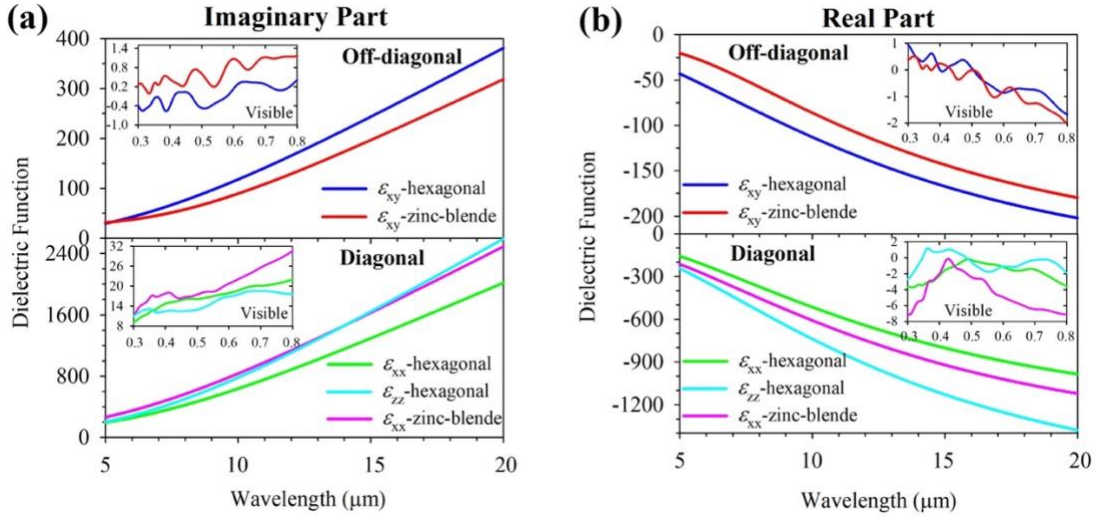 (a)
Imaginary Part
Dielectric Function
400
300
200
100
0
Off-diagonal
1.4
0.8
0.2
-0.4
-1.0
0.3 0.4 0.5 0.6 0.7 0.8
Visible
εxy-hexagonal
εxy-zinc-blende
2400
1600
800
0
Diagonal
32
26
20
14
8
0.3 0.4 0.5 0.6 0.7 0.8
Visible
εxx-hexagonal
εzz-hexagonal
εxx-zinc-blende
5 10 15 20
Wavelength (μm)
(b)
Real Part
Dielectric Function
0
-50
-100
-150
-200
Off-diagonal
1
0
-1
-2
0.3 0.4 0.5 0.6 0.7 0.8
Visible
εxy-hexagonal
εxy-zinc-blende
0
-300
-600
-900
-1200
Diagonal
2
0
-2
-4
-6
-8
0.3 0.4 0.5 0.6 0.7 0.8
Visible
εxx-hexagonal
εzz-hexagonal
εxx-zinc-blende
5 10 15 20
Wavelength (μm)